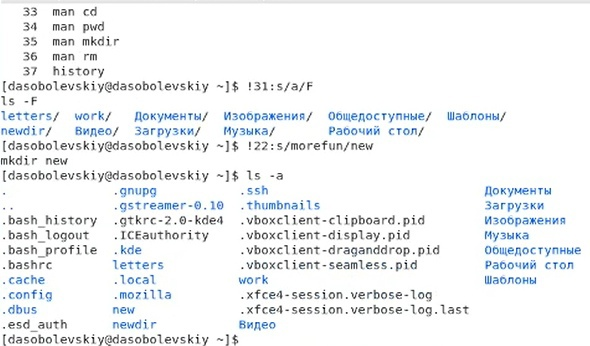 33  man cd
34  man pwd
35  man mkdir
36  man rm
37  history
[dasobolevskiy@dasobolevskiy ~]$ !31:s/a/F
ls -F
letters/  work/  Документы/  Изображения/  Общедоступные/  Шаблоны/
newdir/  Видео/  Загрузки/  Музыка/  Рабочий стол/
[dasobolevskiy@dasobolevskiy ~]$ !22:s/morefun/new
mkdir new
[dasobolevskiy@dasobolevskiy ~]$ ls -a
.  .gnupg  .ssh  Документы
..  .gstreamer-0.10  .thumbnails  Загрузки
.bash_history  .gtkrc-2.0-kde4  .vboxclient-clipboard.pid  Изображения
.bash_logout  .ICEauthority  .vboxclient-display.pid  Музыка
.bash_profile  .kde  .vboxclient-draganddrop.pid  Общедоступные
.bashrc  letters  .vboxclient-seamless.pid  Рабочий стол
.cache  .local  work  Шаблоны
.config  .mozilla  .xfce4-session.verbose-log
.dbus  new  .xfce4-session.verbose-log.last
.esd_auth  newdir  Видео
[dasobolevskiy@dasobolevskiy ~]$